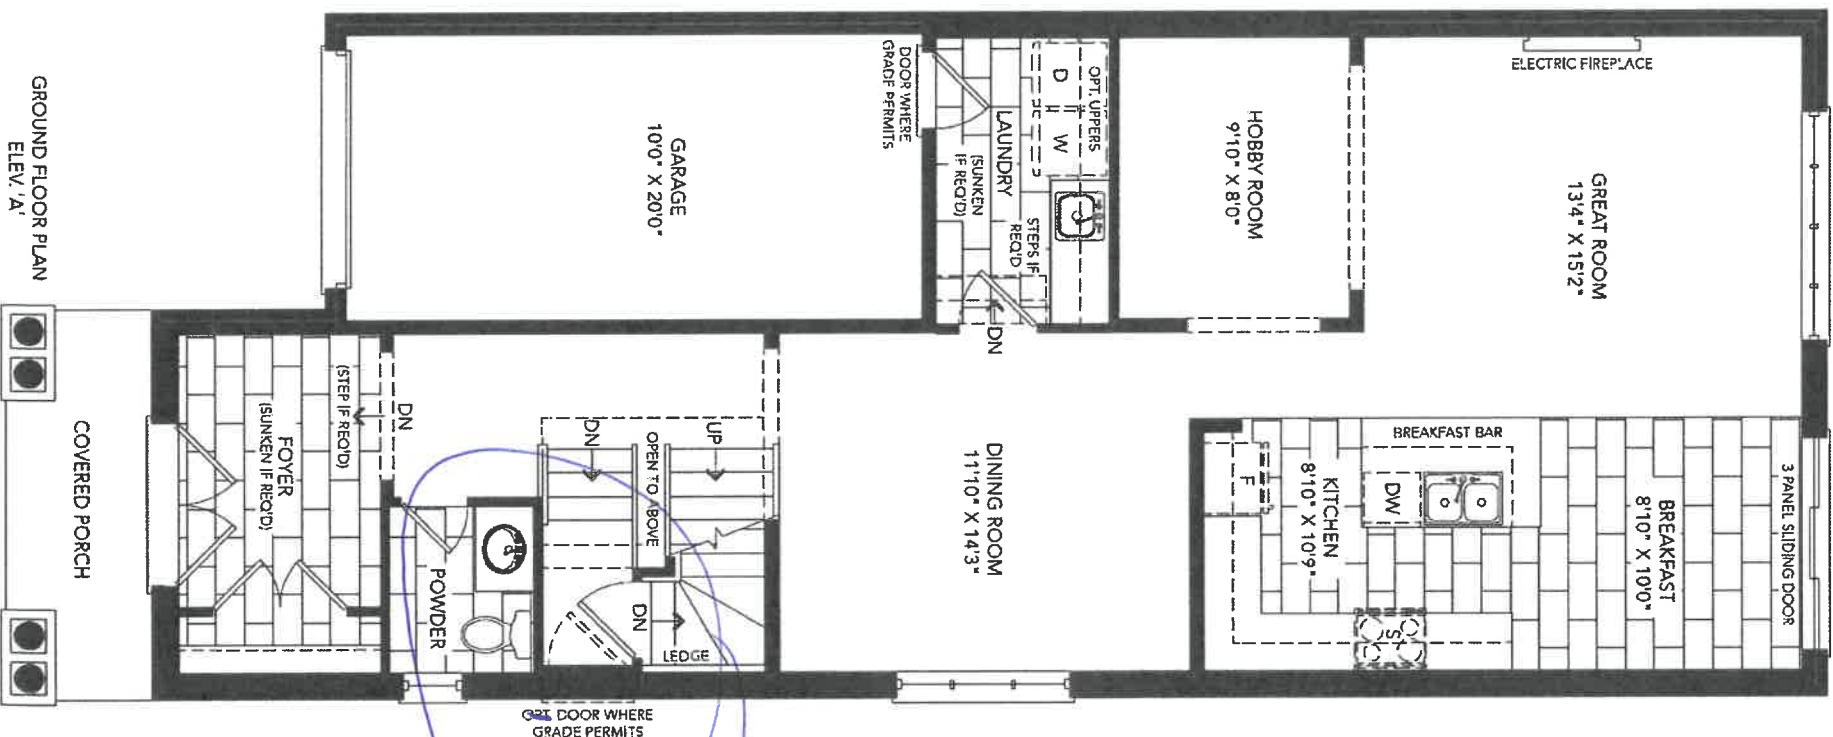 GROUND FLOOR PLAN
ELEV. 'A'
COVERED PORCH
FOYER
(SUNKEN IF REQ'D)
(STEP IF REQ'D)
DN
POWDER
GARAGE
10'0" X 20'0"
DOOR WHERE
GRADE PERMITS
DN
OPEN TO ABOVE
UP
DN
LEDGE
OPT. DOOR WHERE
GRADE PERMITS
LAUNDRY
(SUNKEN
IF REQ'D)
STEPS IF
REQ'D
OPT. UPPERS
D
W
DN
DINING ROOM
11'10" X 14'3"
HOBBY ROOM
9'10" X 8'0"
GREAT ROOM
13'4" X 15'2"
ELECTRIC FIREPLACE
BREAKFAST BAR
DW
F
KITCHEN
8'10" X 10'9"
S
BREAKFAST
8'10" X 10'0"
3 PANEL SLIDING DOOR